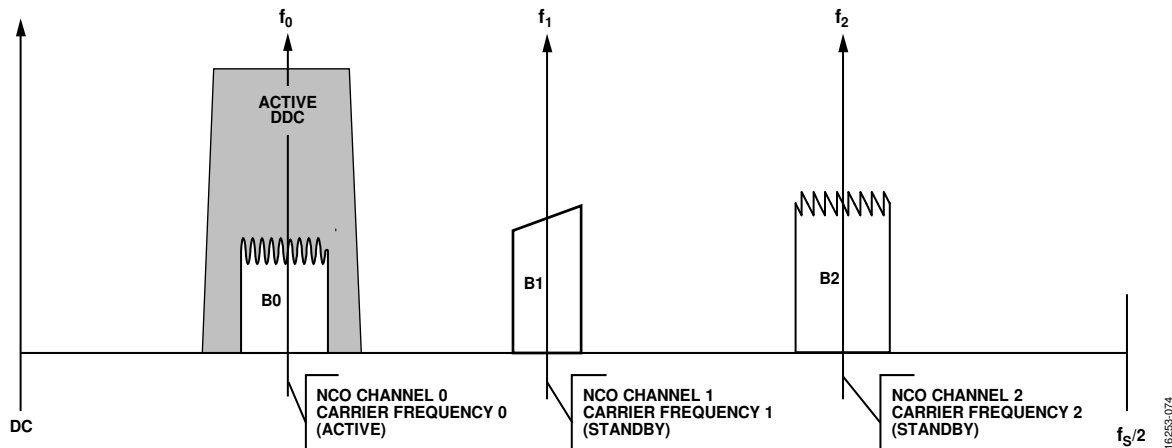 f0
f1
f2
ACTIVE
DDC
B0
B1
B2
DC
NCO CHANNEL 0
CARRIER FREQUENCY 0
(ACTIVE)
NCO CHANNEL 1
CARRIER FREQUENCY 1
(STANDBY)
NCO CHANNEL 2
CARRIER FREQUENCY 2
(STANDBY)
fS/2
16253-074